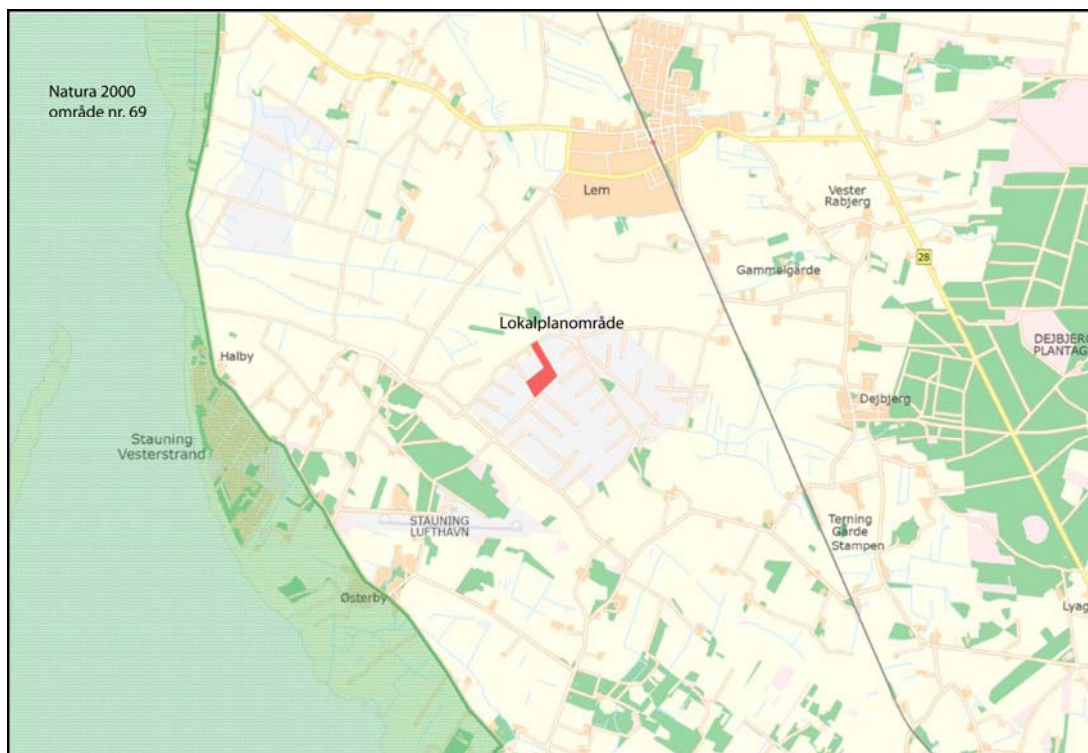 Natura 2000
område nr. 69
Lem
Vester
Rabjerg
Gammelgårde
28
Lokalplanområde
DEJBJERG
PLANTAG
Halby
Dejbjerg
Stauning
Vesterstrand
STAUNING
LUFTHAVN
Terning
Gårde
Stampen
Østerby
Lyag